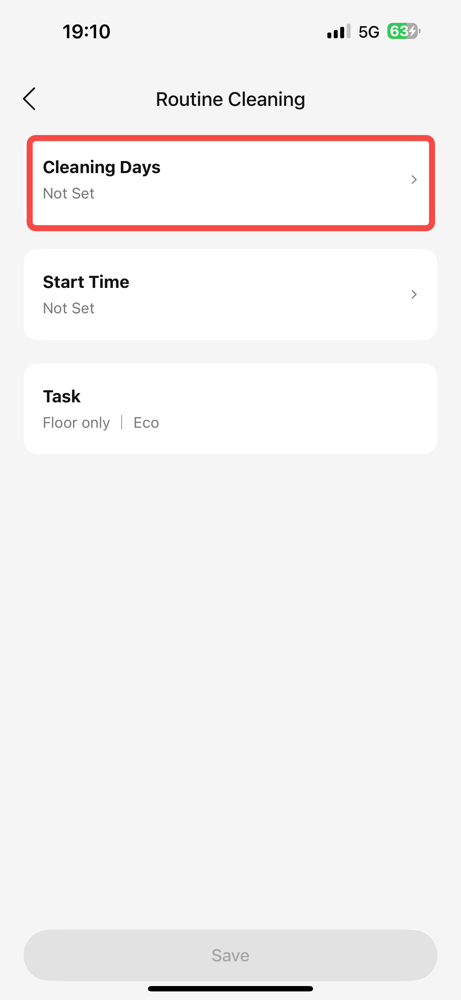 19:10 5G 63
Routine Cleaning
Cleaning Days
Not Set
Start Time
Not Set
Task
Floor only | Eco
Save